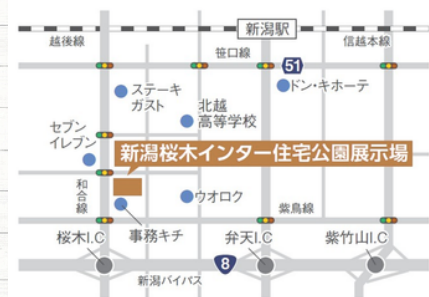 新潟駅
越後線
信越本線
笹口線
51
ステーキ
ガスト
ドン・キホーテ
北越
高等学校
セブン
イレブン
新潟桜木インター住宅公園展示場
和合線
ウオロク
事務キチ
紫鳥線
桜木I.C
弁天I.C
紫竹山I.C
8
新潟バイパス